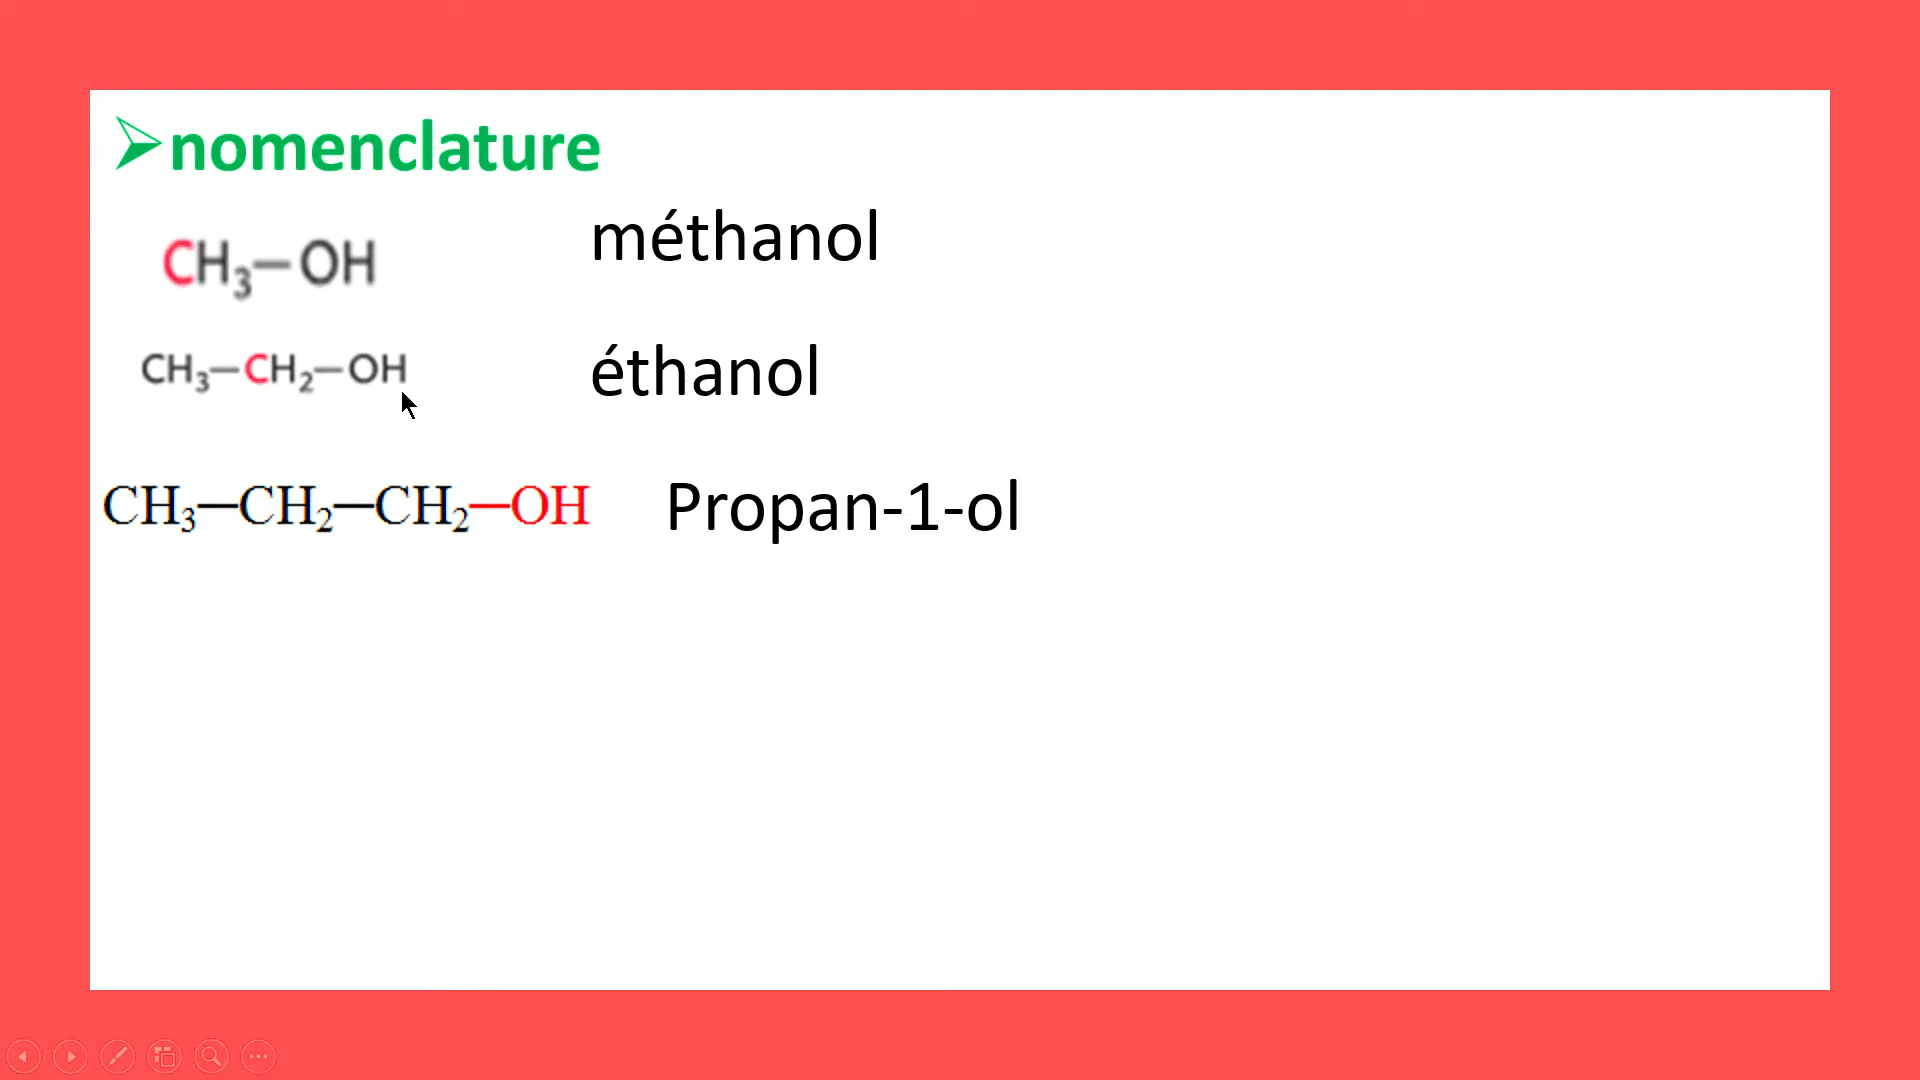 ➢nomenclature
CH₃—OH méthanol
CH₃—CH₂—OH éthanol
CH₃—CH₂—CH₂—OH Propan-1-ol